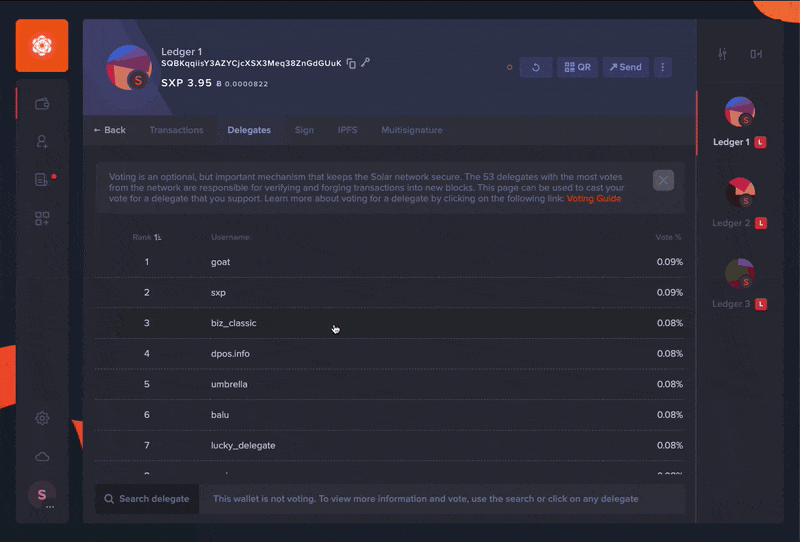 Ledger 1
SQBKqqiisY3AZYCjcXSX3Meq38ZnGdGUuK
SXP 3.95 Ƀ 0.0000822
QR
Send
Back
Transactions
Delegates
Sign
IPFS
Multisignature
Voting is an optional, but important mechanism that keeps the Solar network secure. The 53 delegates with the most votes
from the network are responsible for verifying and forging transactions into new blocks. This page can be used to cast your
vote for a delegate that you support. Learn more about voting for a delegate by clicking on the following link: Voting Guide
Rank Username Vote %
1 goat 0.09%
2 sxp 0.09%
3 biz_classic 0.08%
4 dpos.info 0.08%
5 umbrella 0.08%
6 balu 0.08%
7 lucky_delegate 0.08%
Search delegate
This wallet is not voting. To view more information and vote, use the search or click on any delegate
S
Ledger 1 L
Ledger 2 L
Ledger 3 L